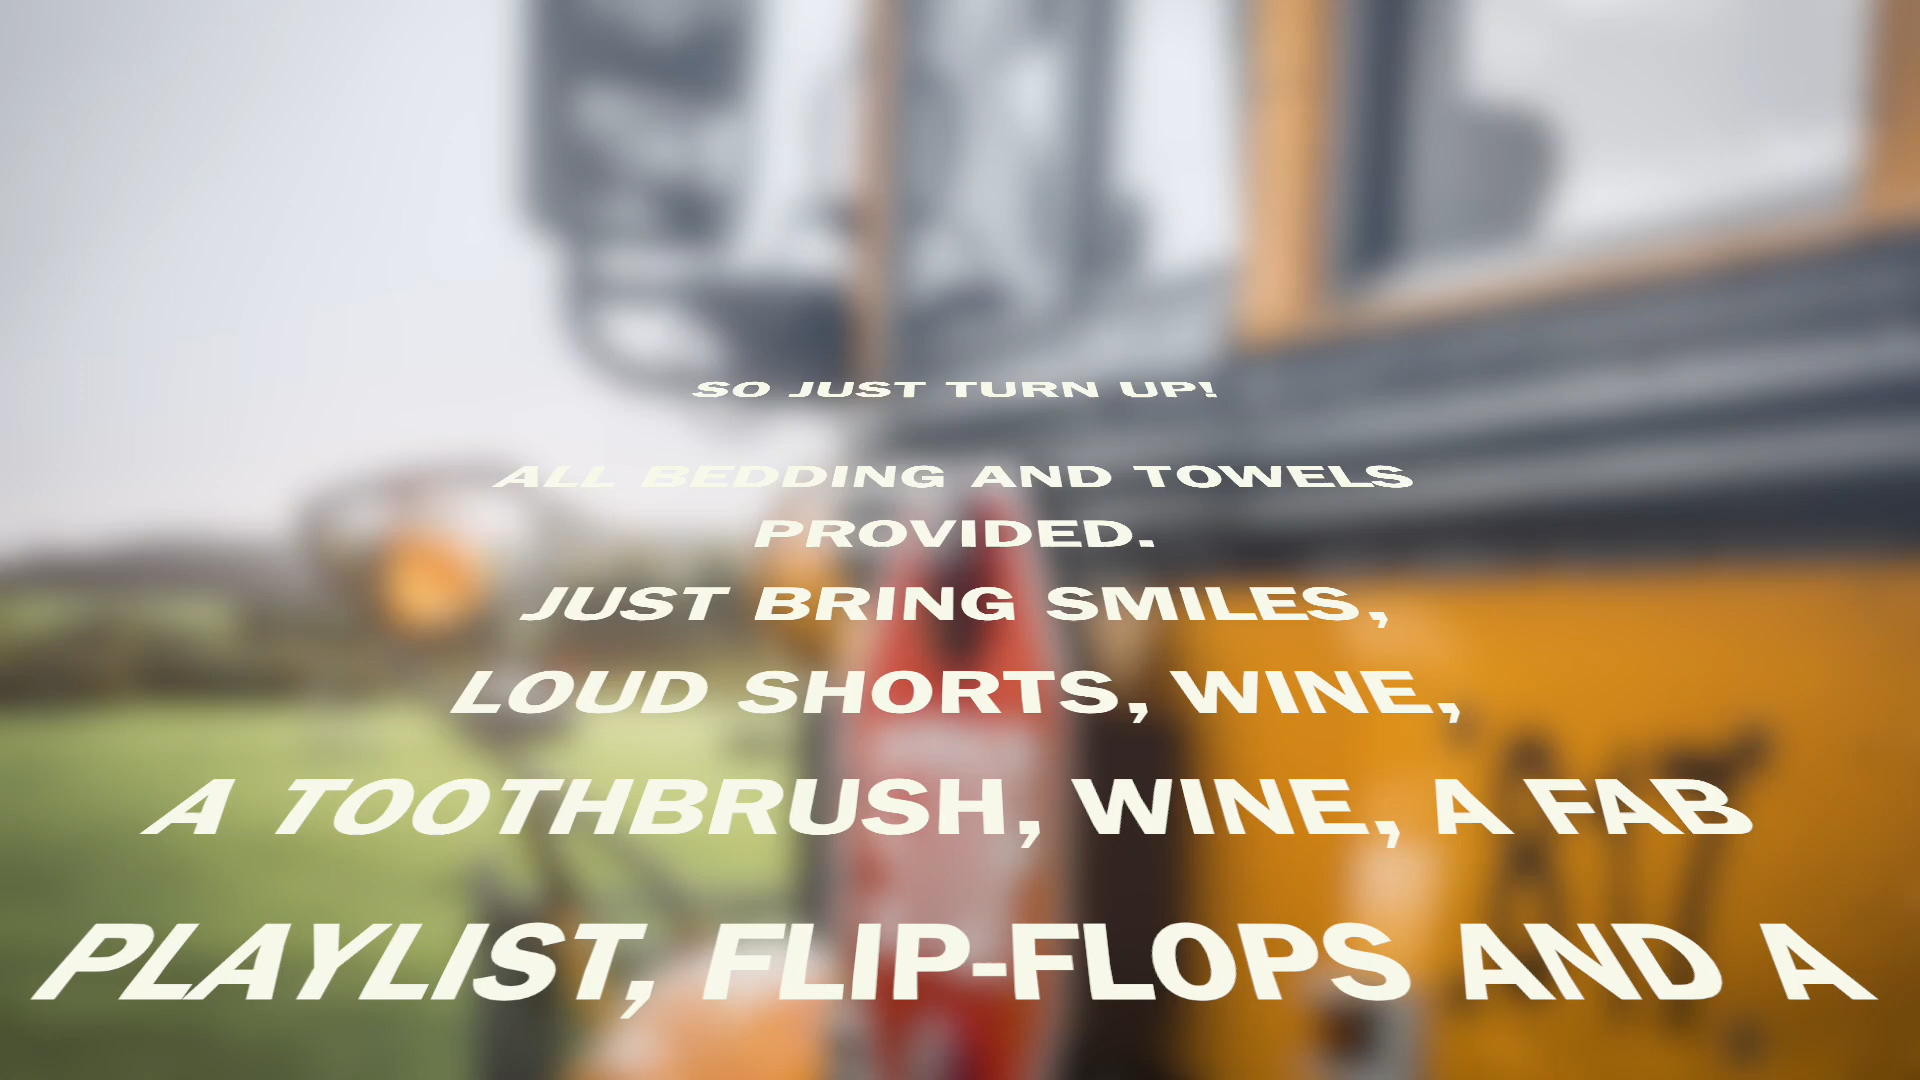 SO JUST TURN UP!
ALL BEDDING AND TOWELS
PROVIDED.
JUST BRING SMILES,
LOUD SHORTS, WINE,
A TOOTHBRUSH, WINE, A FAB
PLAYLIST, FLIP-FLOPS AND A